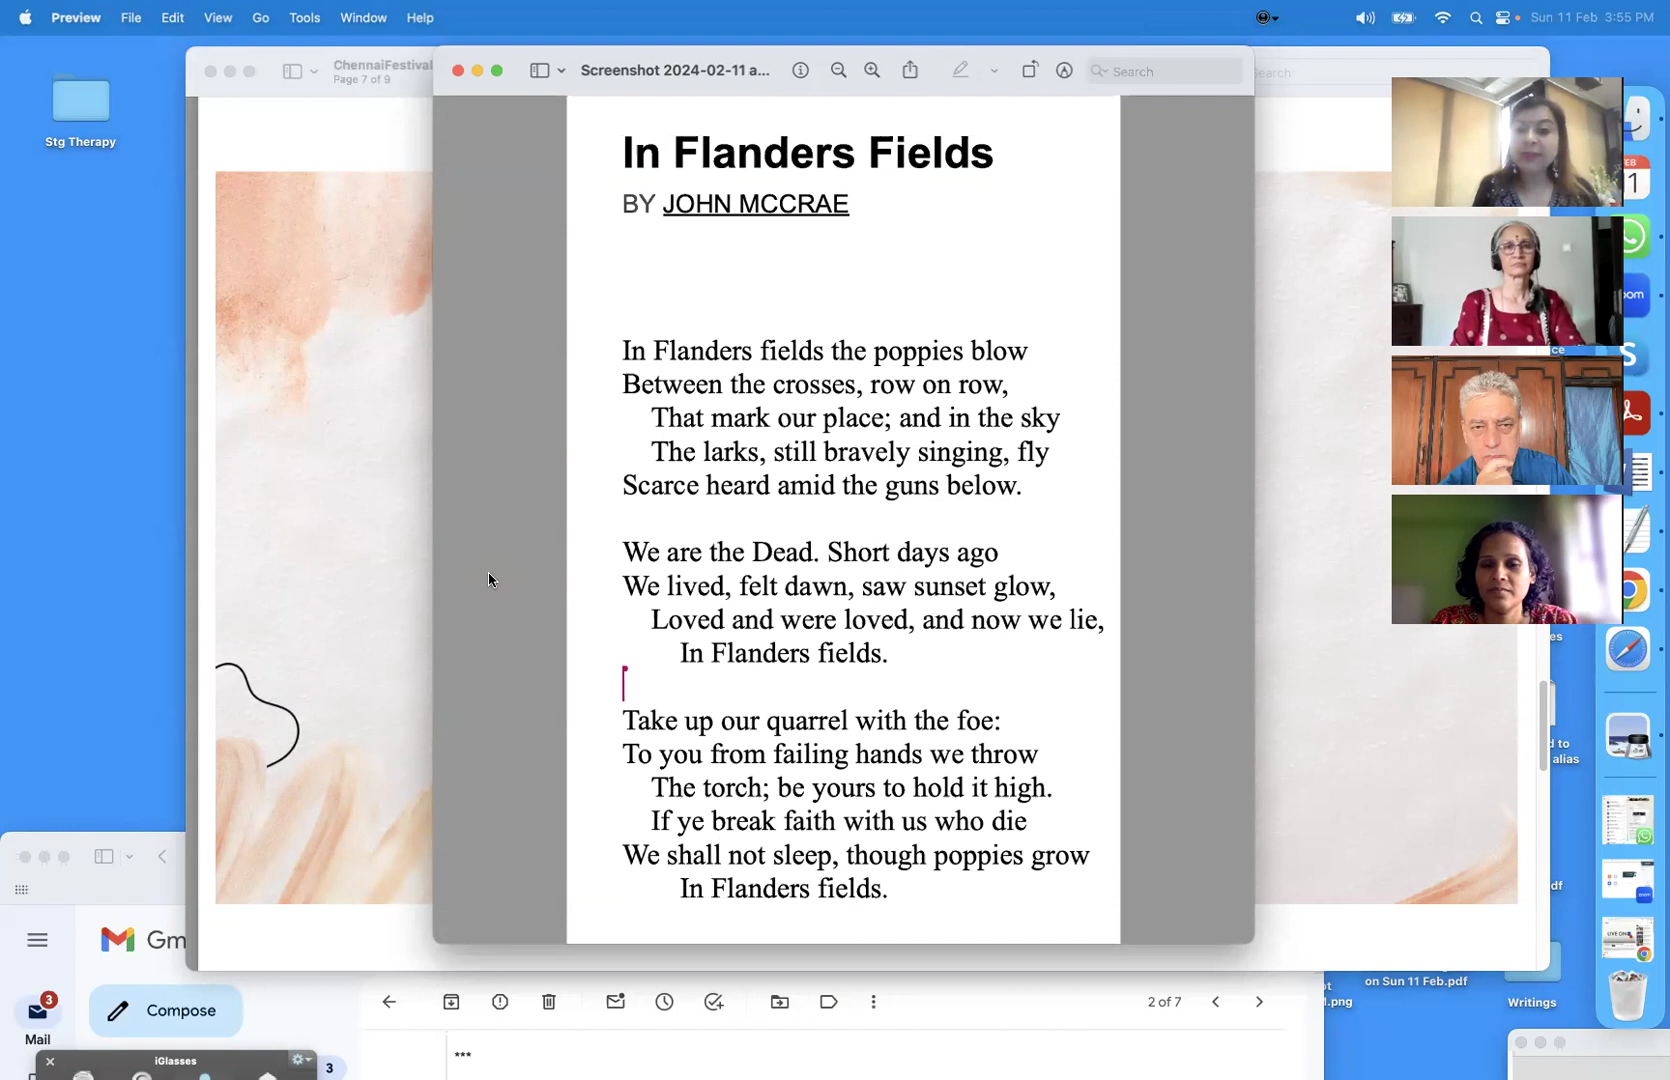 Preview File Edit View Go Tools Window Help
Sun 11 Feb 3:55 PM
Stg Therapy
ChennaiFestival
Page 7 of 9
Screenshot 2024-02-11 a...
Search
In Flanders Fields
BY JOHN MCCRAE
In Flanders fields the poppies blow
Between the crosses, row on row,
That mark our place; and in the sky
The larks, still bravely singing, fly
Scarce heard amid the guns below.
We are the Dead. Short days ago
We lived, felt dawn, saw sunset glow,
Loved and were loved, and now we lie,
In Flanders fields.
Take up our quarrel with the foe:
To you from failing hands we throw
The torch; be yours to hold it high.
If ye break faith with us who die
We shall not sleep, though poppies grow
In Flanders fields.
d to
alias
df
on Sun 11 Feb.pdf
Writings
Gm
Compose
3
Mail
2 of 7
iGlasses
3